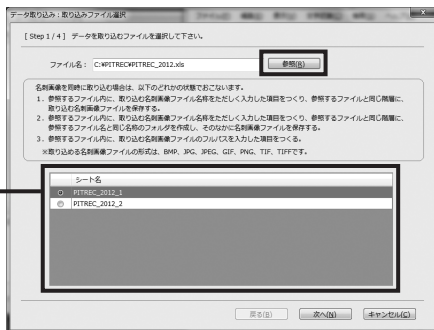 データ取り込み：取り込みファイル選択
[ Step 1 / 4 ] データを取り込むファイルを選択して下さい。
ファイル名： C:¥PITREC¥PITREC_2012.xls 参照(R)
名刺画像を同時に取り込む場合は、以下のどれかの状態でおこないます。
1．参照するファイル内に、取り込む名刺画像ファイル名称をただしく入力した項目をつくり、参照するファイルと同じ階層に、
取り込む名刺画像ファイルを保存する。
2．参照するファイル内に、取り込む名刺画像ファイル名称をただしく入力した項目をつくり、参照するファイルと同じ階層に、
参照するファイル名と同じ名称のフォルダを作成し、そのなかに名刺画像ファイルを保存する。
3．参照するファイル内に、取り込む名刺画像ファイルのフルパスを入力した項目をつくる。
※取り込める名刺画像ファイルの形式は、BMP、JPG、JPEG、GIF、PNG、TIF、TIFFです。
シート名
PITREC_2012_1
PITREC_2012_2
戻る(B) 次へ(N) キャンセル(C)